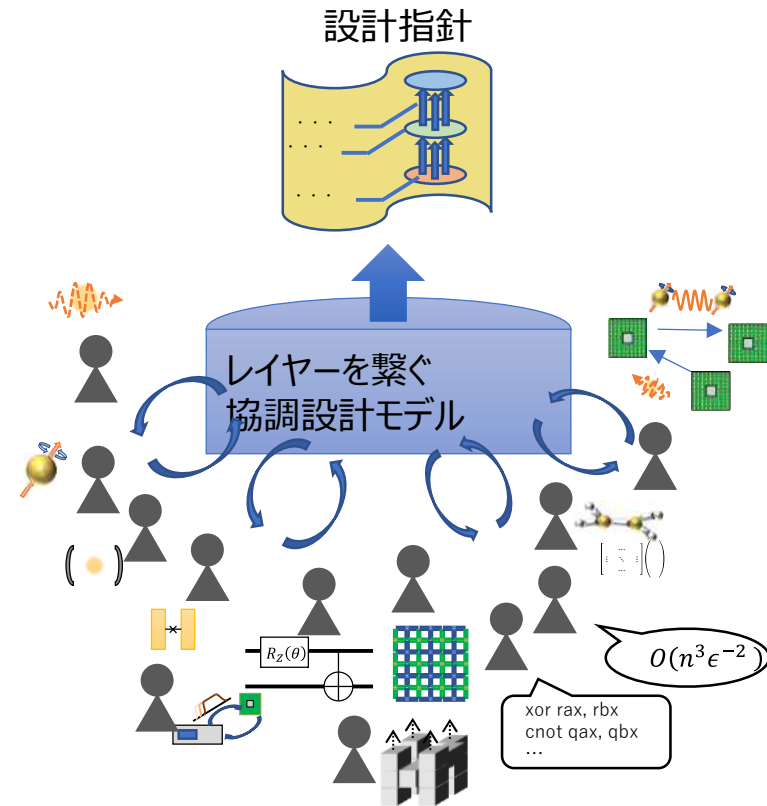 設計指針
. . .
. . .
. . .
レイヤーを繋ぐ
協調設計モデル
R_Z(θ)
O(n^3 ϵ^{-2})
xor rax, rbx
cnot qax, qbx
…